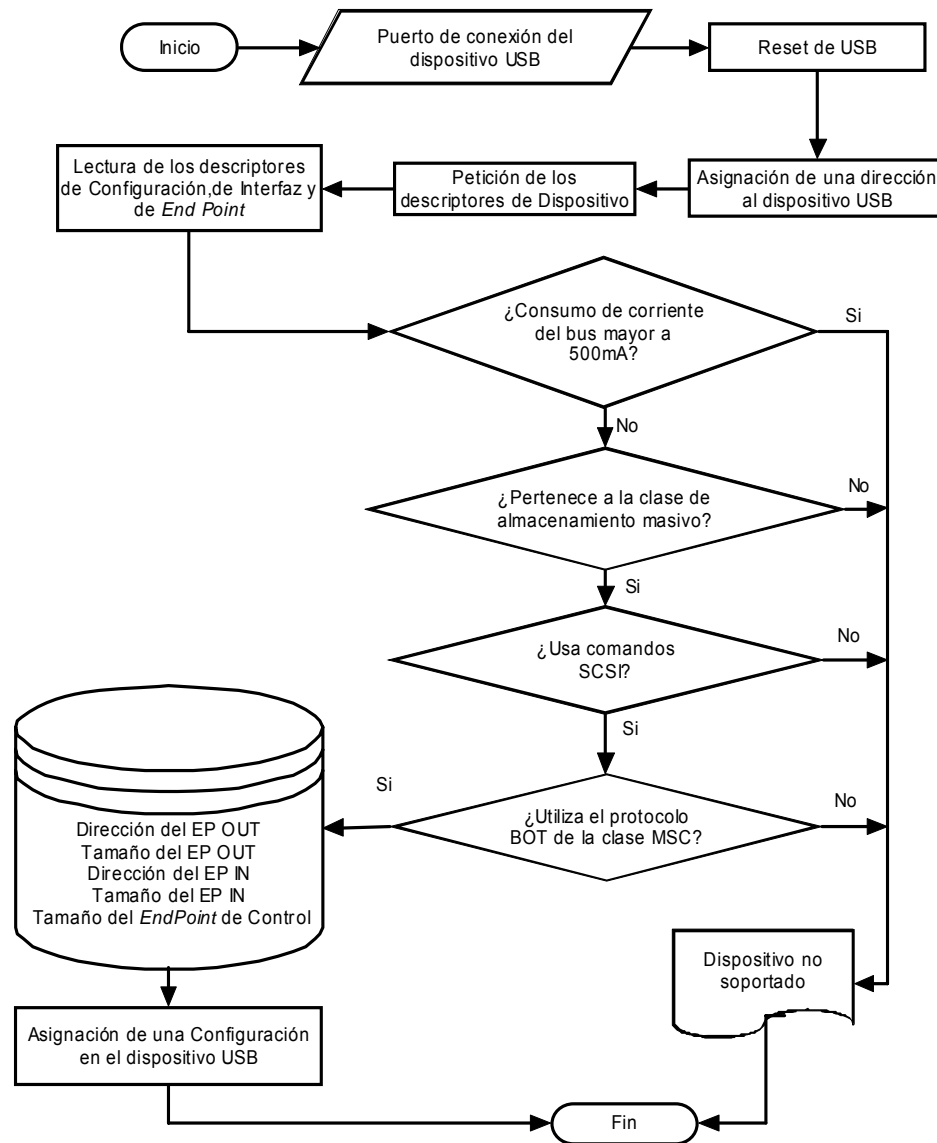 Inicio
Puerto de conexión del
dispositivo USB
Reset de USB
Lectura de los descriptores
de Configuración,de Interfaz y
de End Point
Petición de los
descriptores de Dispositivo
Asignación de una dirección
al dispositivo USB
¿Consumo de corriente
del bus mayor a
500mA?
Si
No
¿Pertenece a la clase de
almacenamiento masivo?
No
Si
¿Usa comandos
SCSI?
No
Si
¿Utiliza el protocolo
BOT de la clase MSC?
No
Si
Dirección del EP OUT
Tamaño del EP OUT
Dirección del EP IN
Tamaño del EP IN
Tamaño del EndPoint de Control
Dispositivo no
soportado
Asignación de una Configuración
en el dispositivo USB
Fin